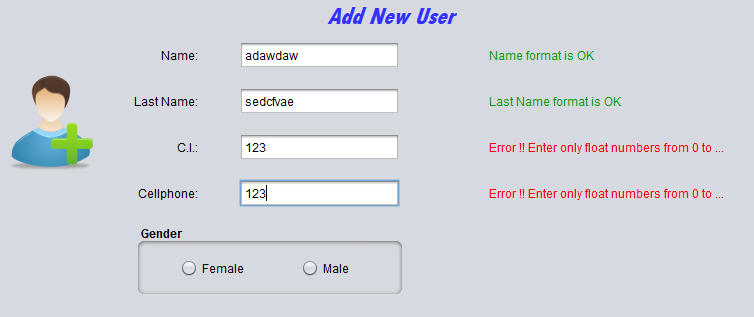 Add New User
Name: adawdaw Name format is OK
Last Name: sedcfvae Last Name format is OK
C.I.: 123 Error !! Enter only float numbers from 0 to ...
Cellphone: 123 Error !! Enter only float numbers from 0 to ...
Gender
Female Male